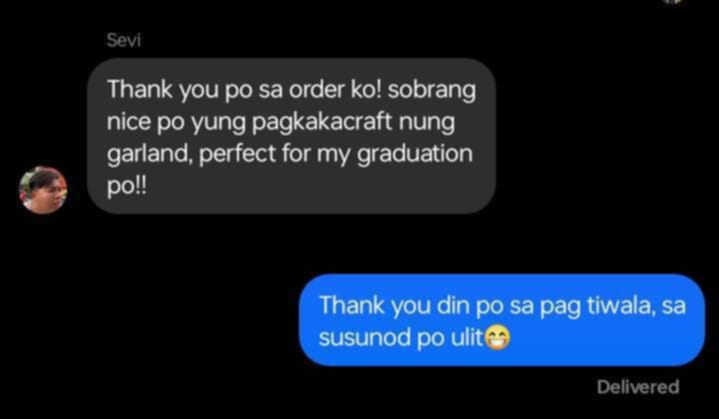 Sevi
Thank you po sa order ko! sobrang
nice po yung pagkakacraft nung
garland, perfect for my graduation
po!!
Thank you din po sa pag tiwala, sa
susunod po ulit😁
Delivered